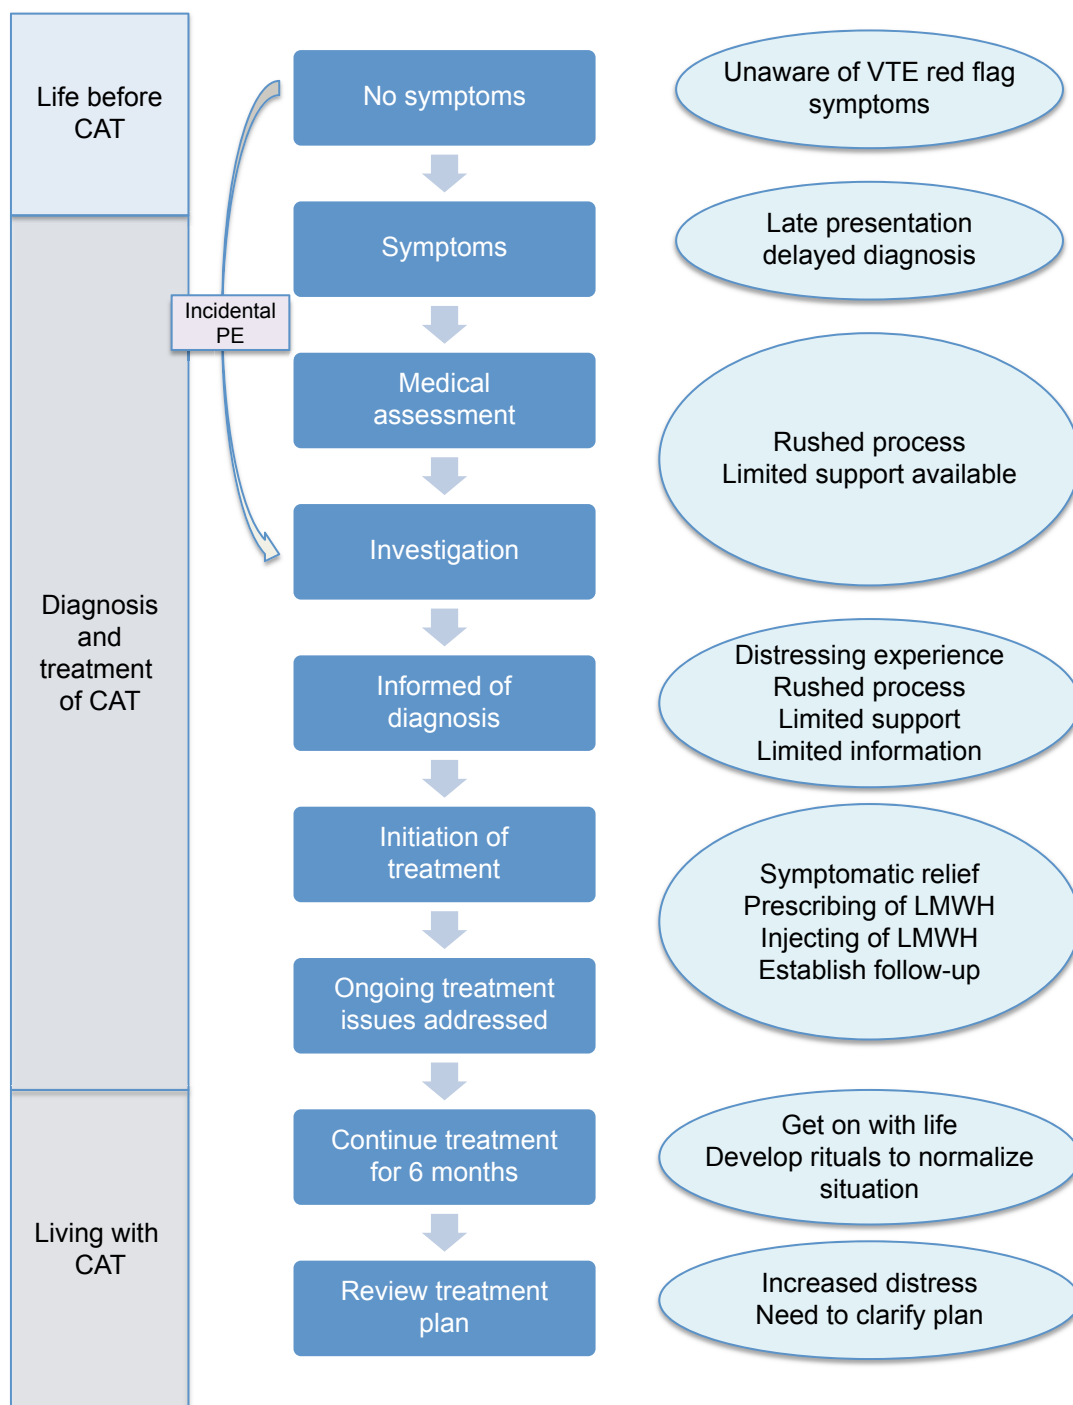 Life before
CAT
No symptoms
Unaware of VTE red flag
symptoms
Symptoms
Late presentation
delayed diagnosis
Incidental
PE
Medical
assessment
Rushed process
Limited support available
Investigation
Diagnosis
and
treatment
of CAT
Informed of
diagnosis
Distressing experience
Rushed process
Limited support
Limited information
Initiation of
treatment
Symptomatic relief
Prescribing of LMWH
Injecting of LMWH
Establish follow-up
Ongoing treatment
issues addressed
Living with
CAT
Continue treatment
for 6 months
Get on with life
Develop rituals to normalize
situation
Review treatment
plan
Increased distress
Need to clarify plan